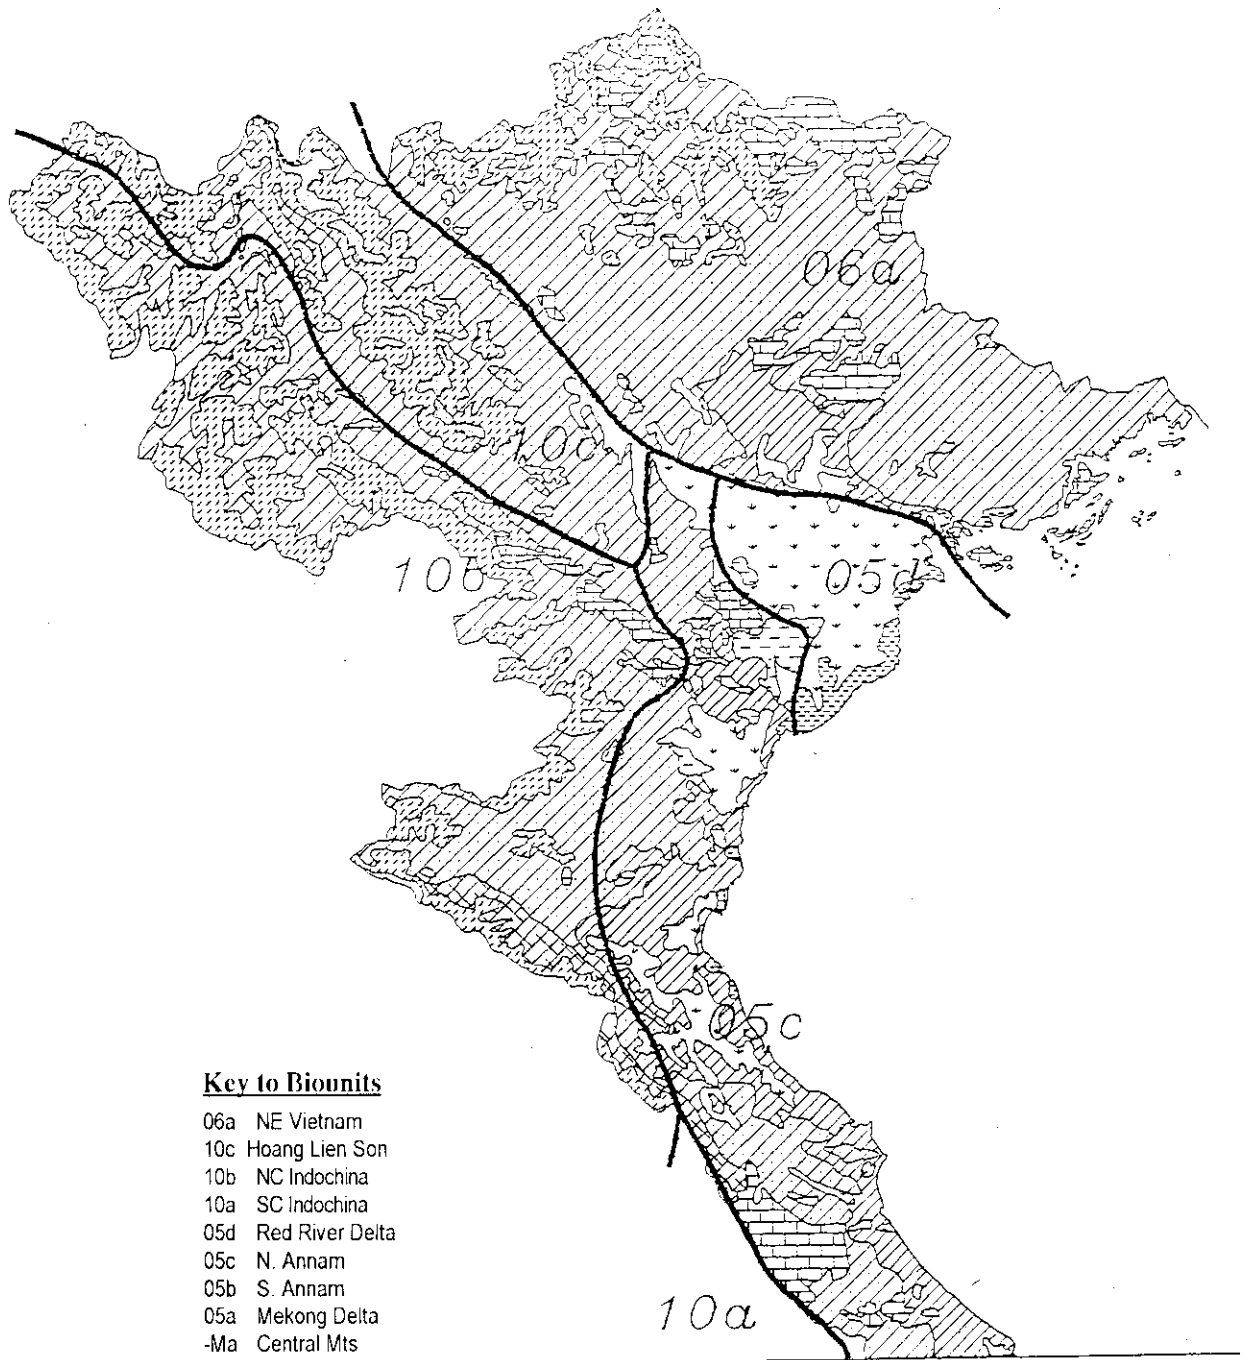 06a
10c
10b
05d
05c
10a
Key to Biounits
06a NE Vietnam
10c Hoang Lien Son
10b NC Indochina
10a SC Indochina
05d Red River Delta
05c N. Annam
05b S. Annam
05a Mekong Delta
-Ma Central Mts